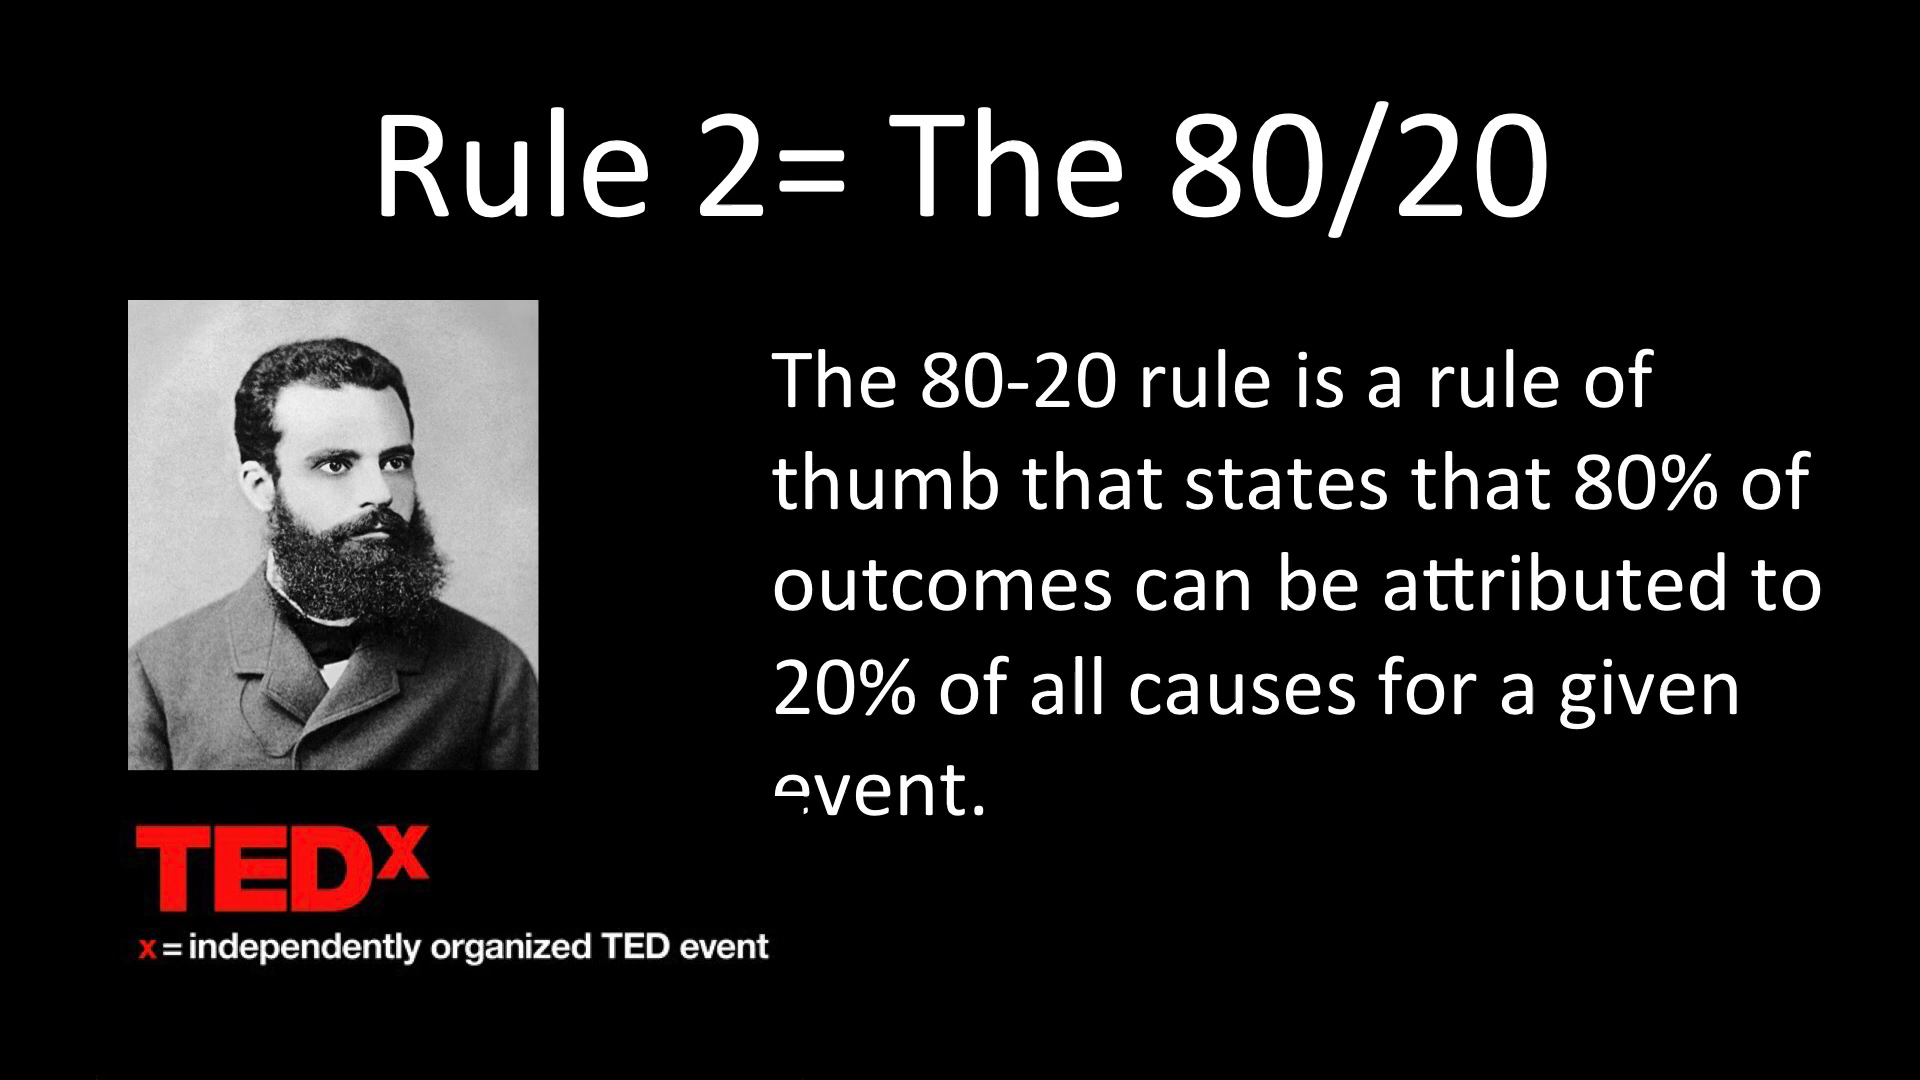 Rule 2= The 80/20
The 80-20 rule is a rule of
thumb that states that 80% of
outcomes can be attributed to
20% of all causes for a given
event.
TEDx
x = independently organized TED event